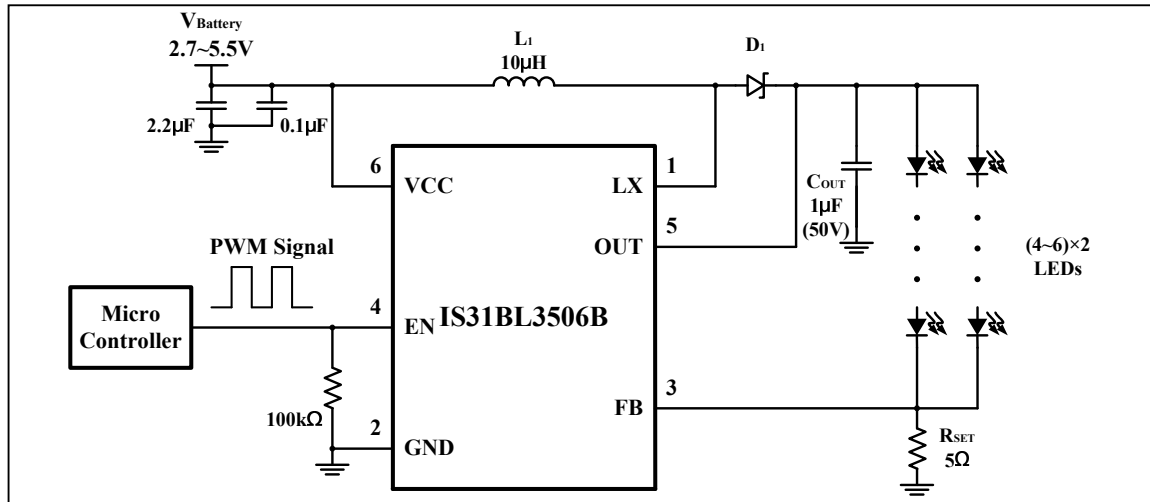 VBattery
2.7~5.5V
2.2µF
0.1µF
L1
10µH
D1
6
VCC
1
LX
COUT
1µF
(50V)
5
OUT
(4~6)×2
LEDs
PWM Signal
Micro
Controller
4
EN
IS31BL3506B
3
FB
100kΩ
2
GND
RSET
5Ω